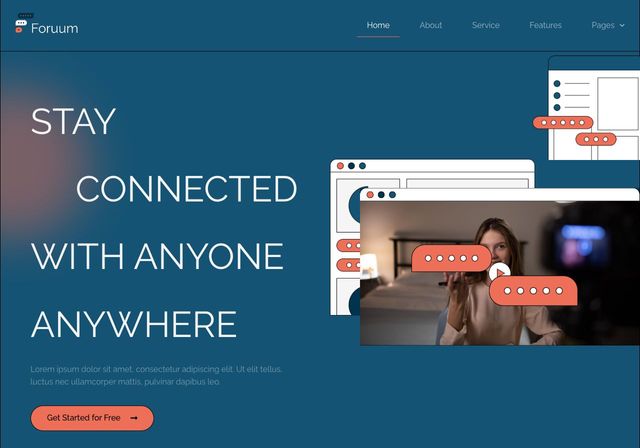 Foruum
Home About Service Features Pages
STAY
CONNECTED
WITH ANYONE
ANYWHERE
Lorem ipsum dolor sit amet, consectetur adipiscing elit. Ut elit tellus,
luctus nec ullamcorper mattis, pulvinar dapibus leo.
Get Started for Free